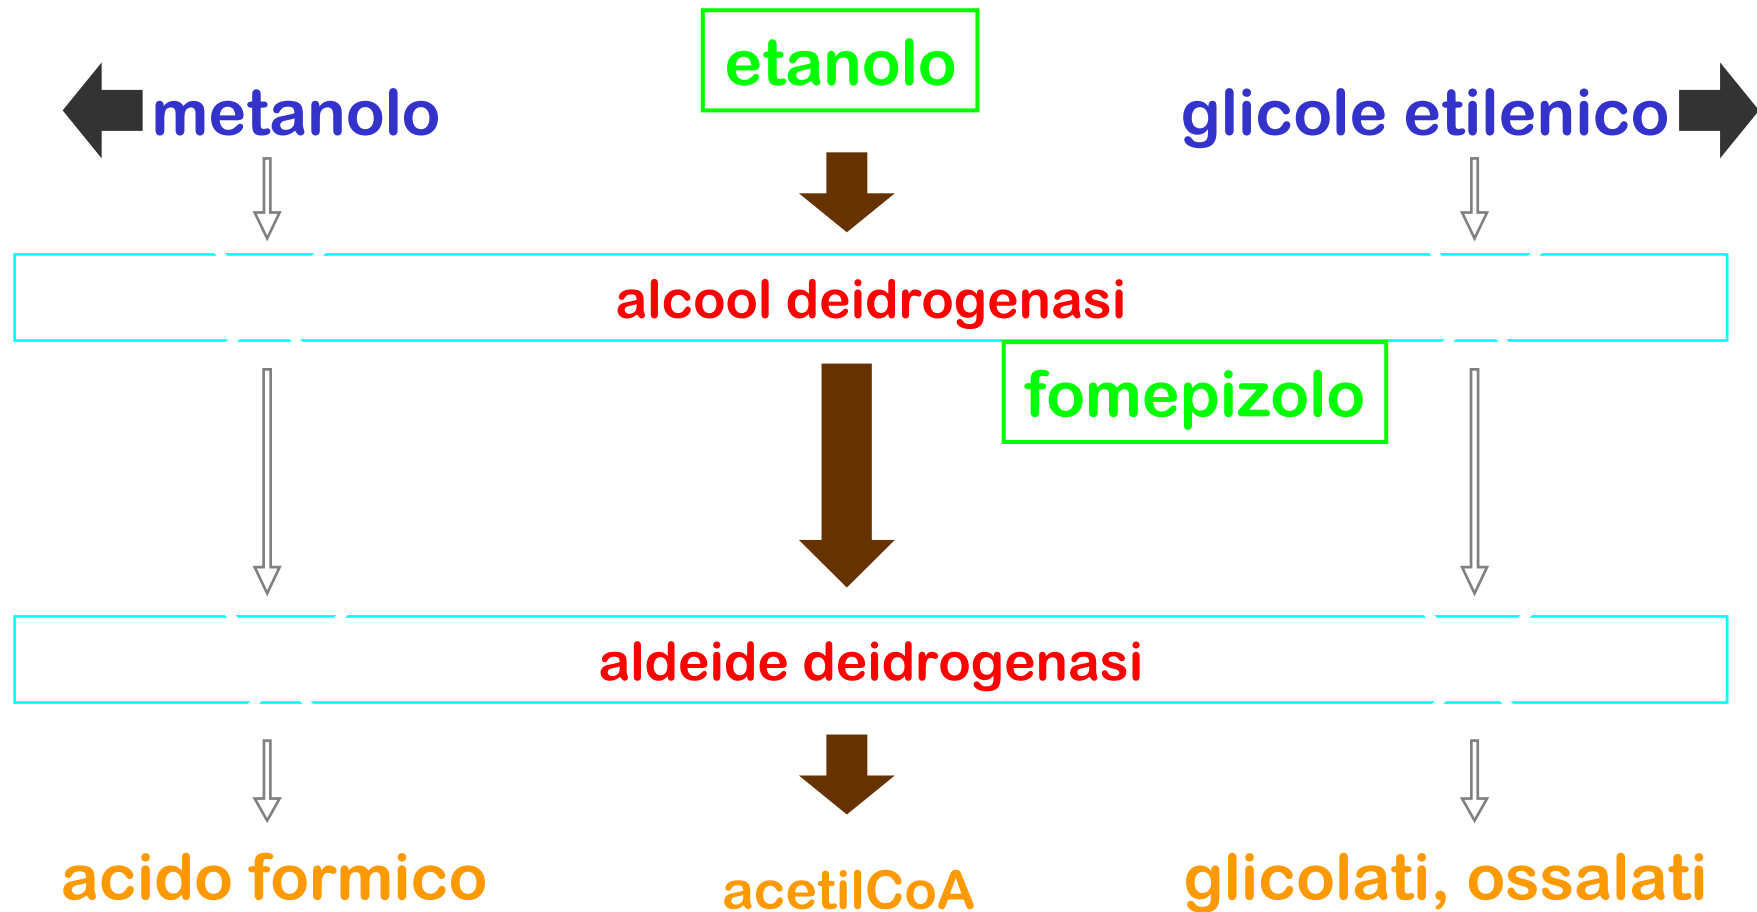 etanolo
metanolo
glicole etilenico
alcool deidrogenasi
fomepizolo
aldeide deidrogenasi
acido formico
acetilCoA
glicolati, ossalati